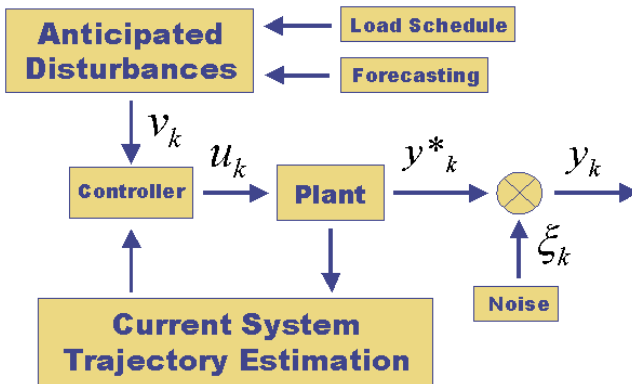 Anticipated
Disturbances
Load Schedule
Forecasting
v_k
Controller
u_k
Plant
y*_k
y_k
ξ_k
Noise
Current System
Trajectory Estimation